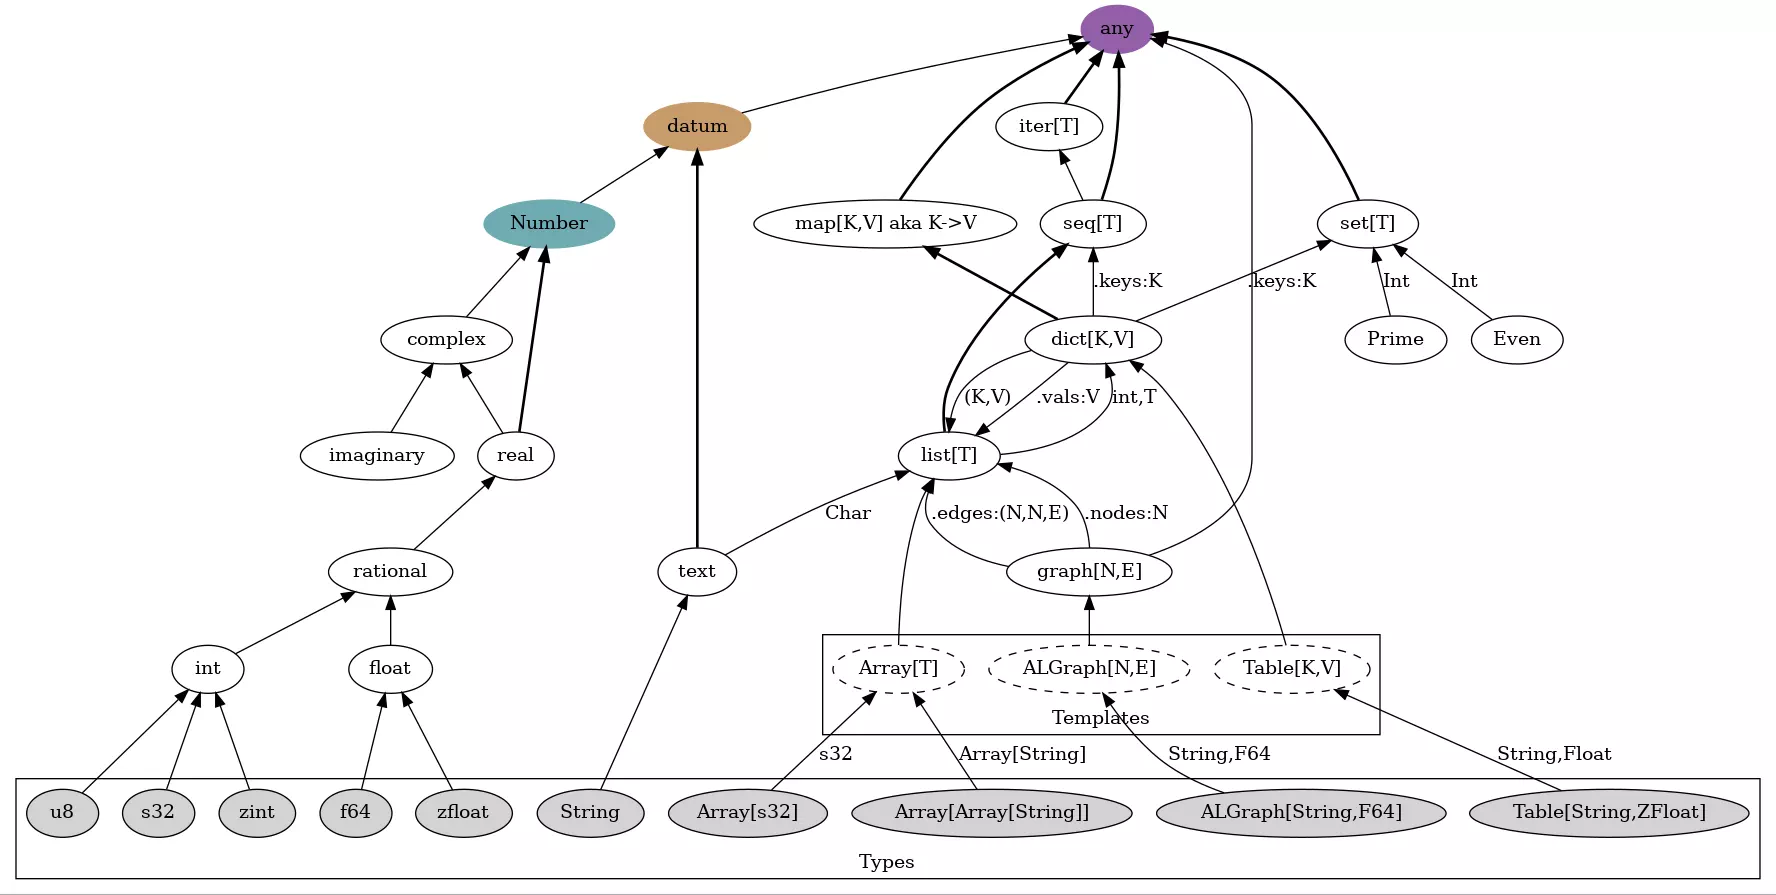 any
datum
iter[T]
Number
map[K,V] aka K->V
seq[T]
set[T]
.keys:K
.keys:K
Int
Int
complex
dict[K,V]
Prime
Even
(K,V)
.vals:V
int,T
imaginary
real
list[T]
Char
.edges:(N,N,E)
.nodes:N
rational
text
graph[N,E]
int
float
Array[T]
ALGraph[N,E]
Table[K,V]
Templates
s32
Array[String]
String,F64
String,Float
u8
s32
zint
f64
zfloat
String
Array[s32]
Array[Array[String]]
ALGraph[String,F64]
Table[String,ZFloat]
Types